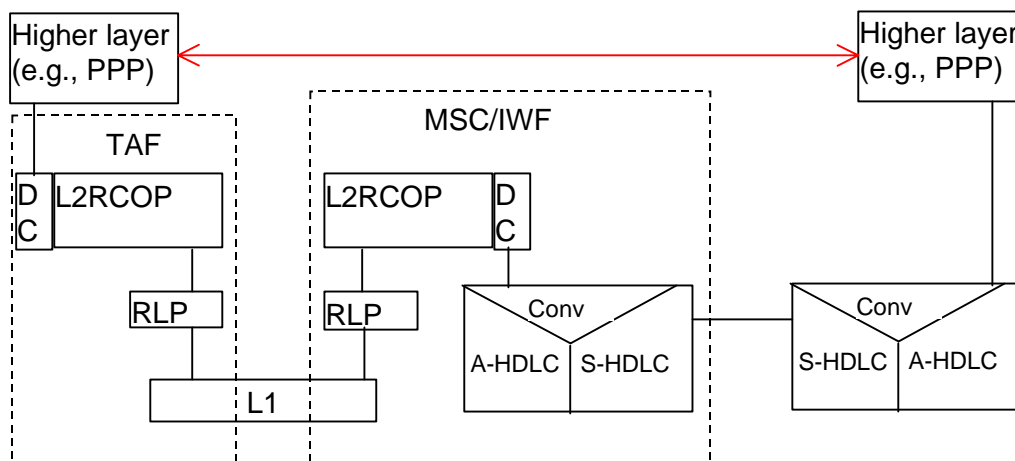 Higher layer
(e.g., PPP)
Higher layer
(e.g., PPP)
TAF
MSC/IWF
D
C
L2RCOP
L2RCOP
D
C
RLP
RLP
Conv
A-HDLC
S-HDLC
Conv
S-HDLC
A-HDLC
L1